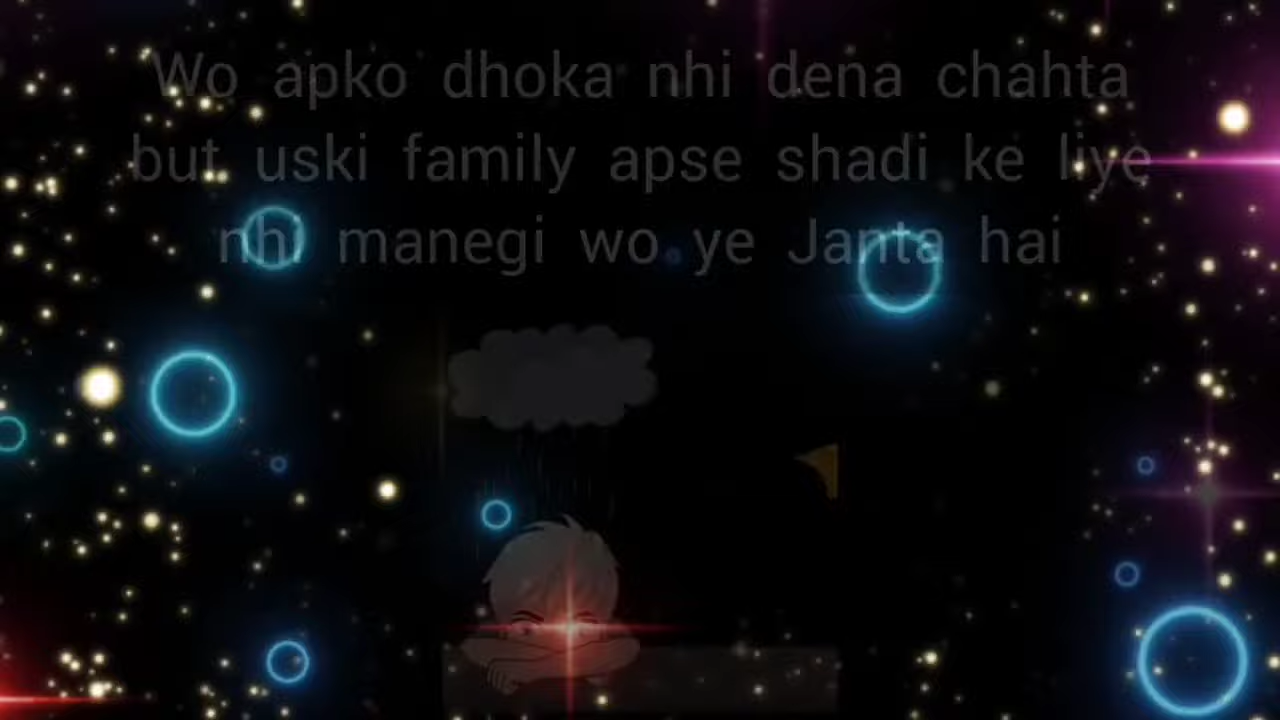 Wo apko dhoka nhi dena chahta
but uski family apse shadi ke liye
nhi manegi wo ye Janta hai